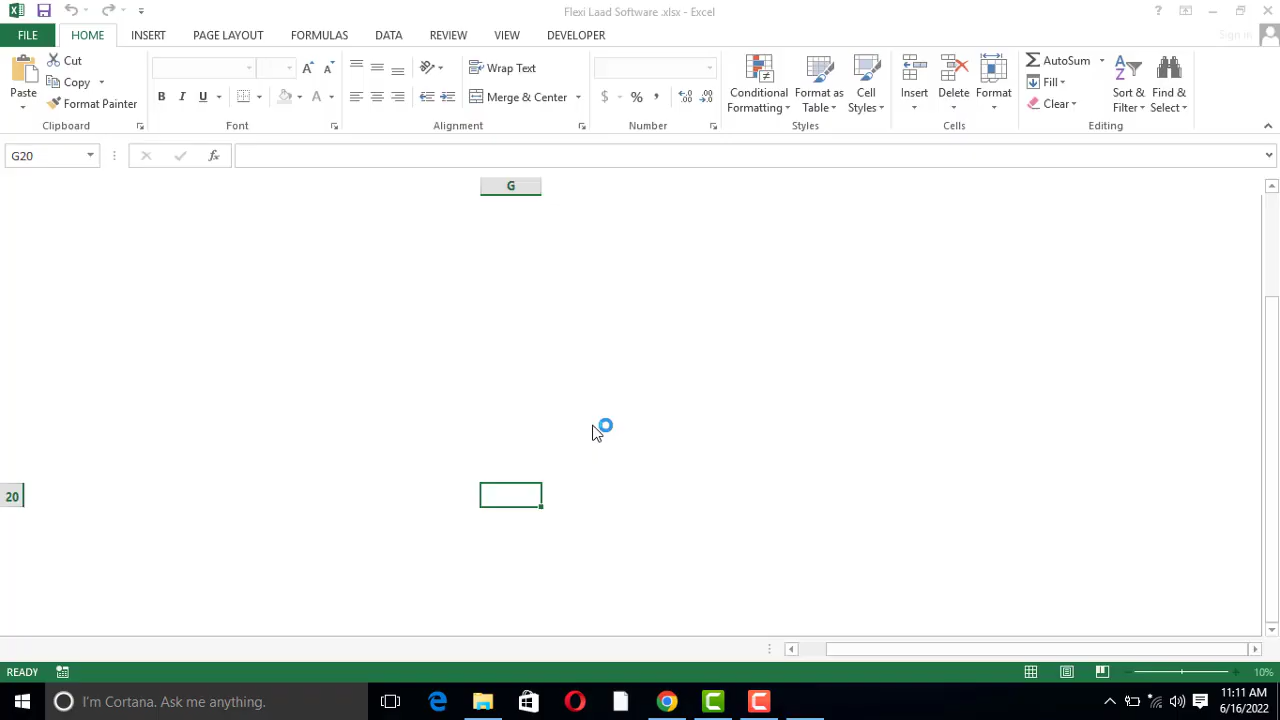 Flexi Laad Software .xlsx - Excel
?
FILE
HOME
INSERT
PAGE LAYOUT
FORMULAS
DATA
REVIEW
VIEW
DEVELOPER
Sign in
Paste
Cut
Copy
Format Painter
Clipboard
A A
B I U A
Font
Wrap Text
Merge & Center
Alignment
$ % ,
Number
Conditional
Formatting
Format as
Table
Cell
Styles
Styles
Insert
Delete
Format
Cells
AutoSum
Fill
Clear
Sort &
Filter
Find &
Select
Editing
G20
fx
G
20
READY
10%
I'm Cortana. Ask me anything.
11:11 AM
6/16/2022